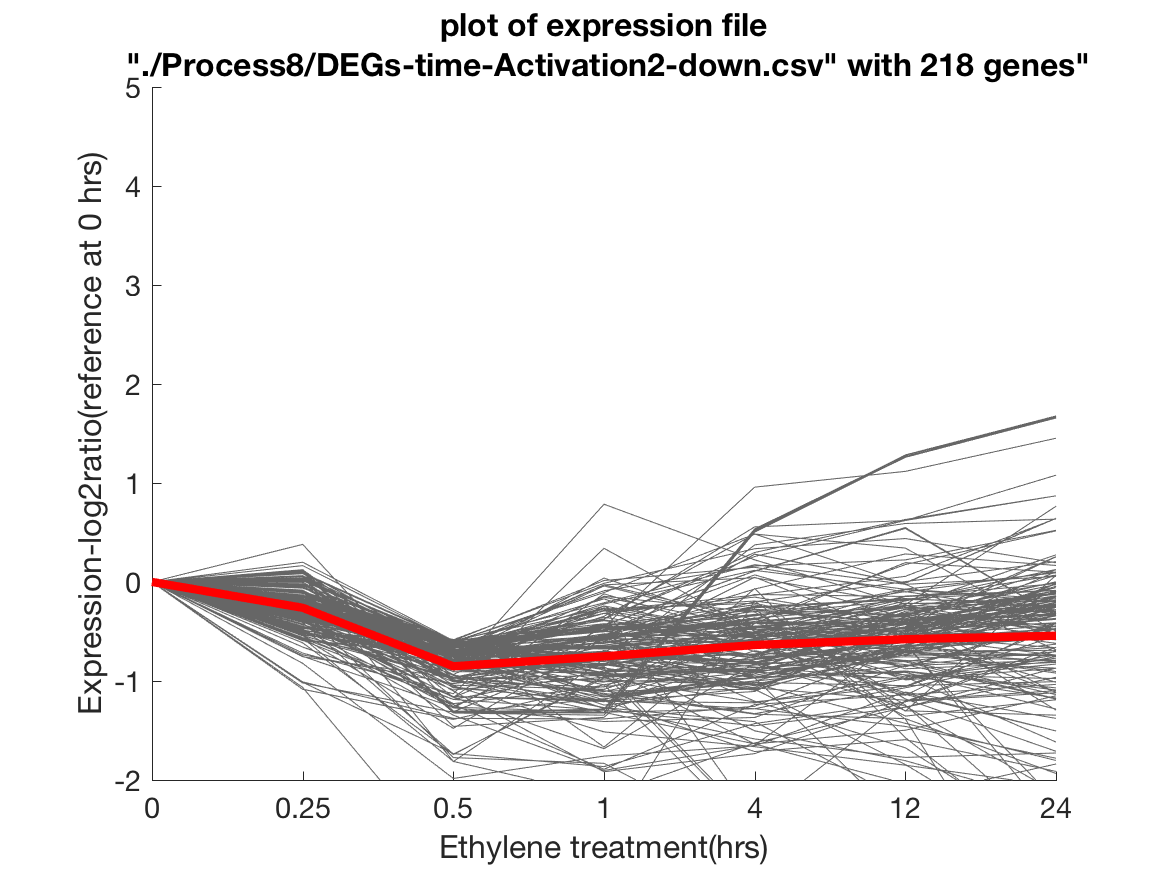 plot of expression file
"./Process8/DEGs-time-Activation2-down.csv" with 218 genes"
Expression-log2ratio(reference at 0 hrs)
5
4
3
2
1
0
-1
-2
0 0.25 0.5 1 4 12 24
Ethylene treatment(hrs)